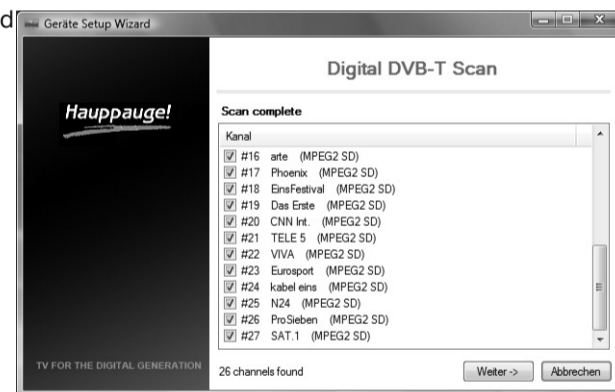 d
Geräte Setup Wizard
Digital DVB-T Scan
Hauppauge!
Scan complete
Kanal
#16 arte (MPEG2 SD)
#17 Phoenix (MPEG2 SD)
#18 EinsFestival (MPEG2 SD)
#19 Das Erste (MPEG2 SD)
#20 CNN Int. (MPEG2 SD)
#21 TELE 5 (MPEG2 SD)
#22 VIVA (MPEG2 SD)
#23 Eurosport (MPEG2 SD)
#24 kabel eins (MPEG2 SD)
#25 N24 (MPEG2 SD)
#26 ProSieben (MPEG2 SD)
#27 SAT.1 (MPEG2 SD)
TV FOR THE DIGITAL GENERATION
26 channels found
Weiter ->
Abbrechen